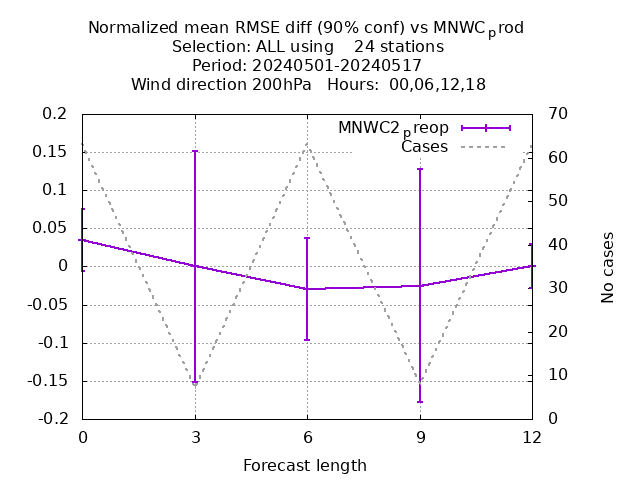 Normalized mean RMSE diff (90% conf) vs MNWCprod
Selection: ALL using 24 stations
Period: 20240501-20240517
Wind direction 200hPa Hours: 00,06,12,18
0.2 70
MNWC2preop
Cases
0.15 60
0.1 50
0.05 40
0 30
-0.05 20
-0.1 10
-0.15 0
-0.2
No cases
0 3 6 9 12
Forecast length